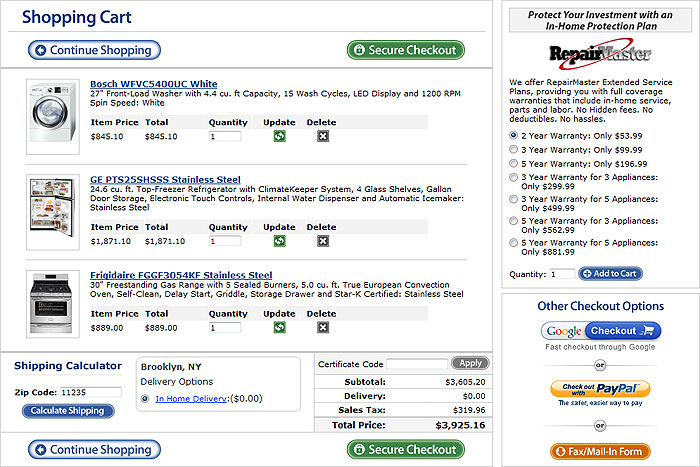 Shopping Cart
Continue Shopping
Secure Checkout
Bosch WFVC5400UC White
27" Front-Load Washer with 4.4 cu. ft Capacity, 15 Wash Cycles, LED Display and 1200 RPM
Spin Speed: White
Item Price Total Quantity Update Delete
$845.10 $845.10 1
GE PTS25SHSSS Stainless Steel
24.6 cu. ft. Top-Freezer Refrigerator with ClimateKeeper System, 4 Glass Shelves, Gallon
Door Storage, Electronic Touch Controls, Internal Water Dispenser and Automatic Icemaker:
Stainless Steel
Item Price Total Quantity Update Delete
$1,871.10 $1,871.10 1
Frigidaire FGGF3054KF Stainless Steel
30" Freestanding Gas Range with 5 Sealed Burners, 5.0 cu. ft. True European Convection
Oven, Self-Clean, Delay Start, Griddle, Storage Drawer and Star-K Certified: Stainless Steel
Item Price Total Quantity Update Delete
$889.00 $889.00 1
Shipping Calculator
Zip Code: 11235
Calculate Shipping
Brooklyn, NY
Delivery Options
In Home Delivery:($0.00)
Certificate Code Apply
Subtotal: $3,605.20
Delivery: $0.00
Sales Tax: $319.96
Total Price: $3,925.16
Continue Shopping
Secure Checkout
Protect Your Investment with an
In-Home Protection Plan
RepairMaster
We offer RepairMaster Extended Service
Plans, providing you with full coverage
warranties that include in-home service,
parts and labor. No Hidden fees. No
deductibles. No hassles.
2 Year Warranty: Only $53.99
3 Year Warranty: Only $99.99
5 Year Warranty: Only $196.99
3 Year Warranty for 3 Appliances:
Only $299.99
3 Year Warranty for 5 Appliances:
Only $499.99
5 Year Warranty for 3 Appliances:
Only $562.99
5 Year Warranty for 5 Appliances:
Only $881.99
Quantity: 1 Add to Cart
Other Checkout Options
Google Checkout
Fast checkout through Google
or
Check out
with PayPal
The safer, easier way to pay
or
Fax/Mail-In Form